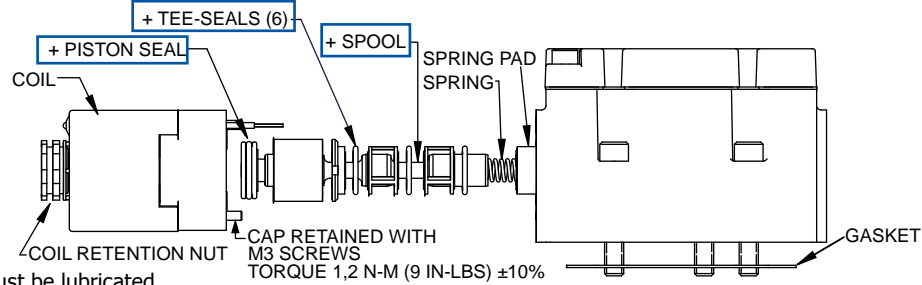 + TEE-SEALS (6)
+ PISTON SEAL
+ SPOOL
COIL
SPRING PAD
SPRING
COIL RETENTION NUT
CAP RETAINED WITH
M3 SCREWS
TORQUE 1,2 N-M (9 IN-LBS) ±10%
GASKET
be lubricated